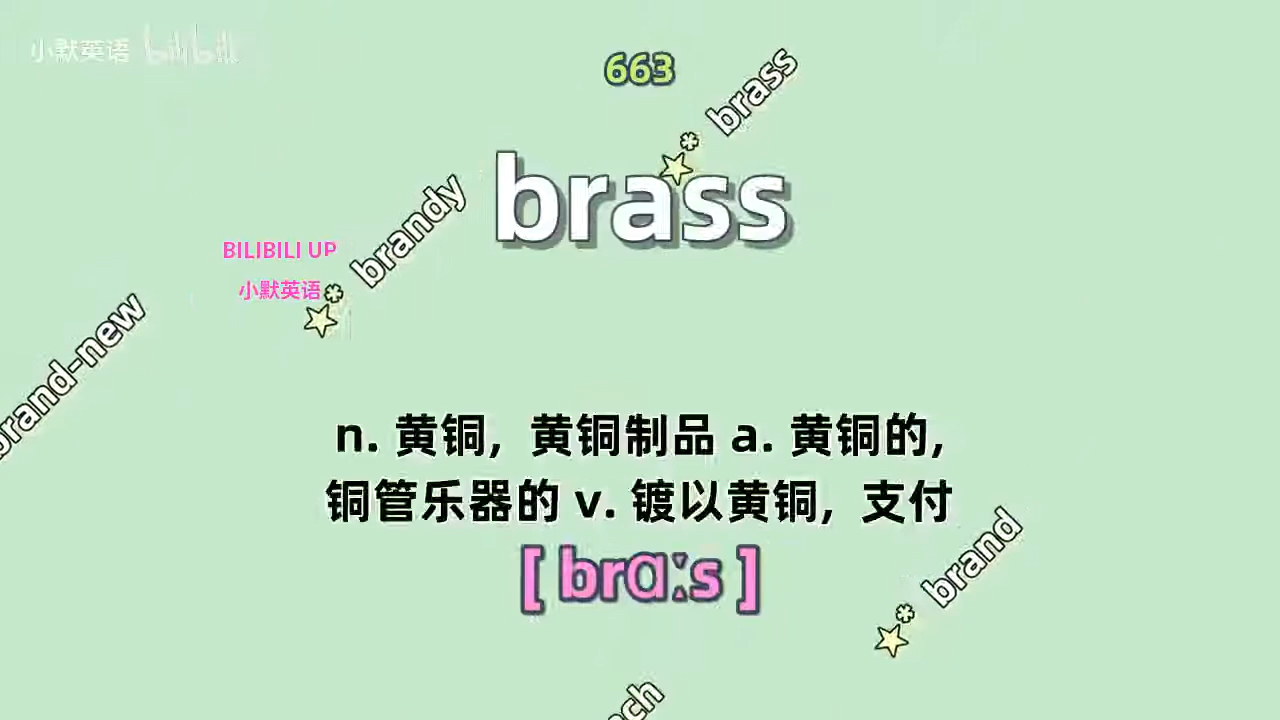 小默英语 bilibili
663
brass
brass
brandy
BILIBILI UP
小默英语
brand-new
n. 黄铜, 黄铜制品 a. 黄铜的,
铜管乐器的 v. 镀以黄铜, 支付
[ brɑːs ]
brand